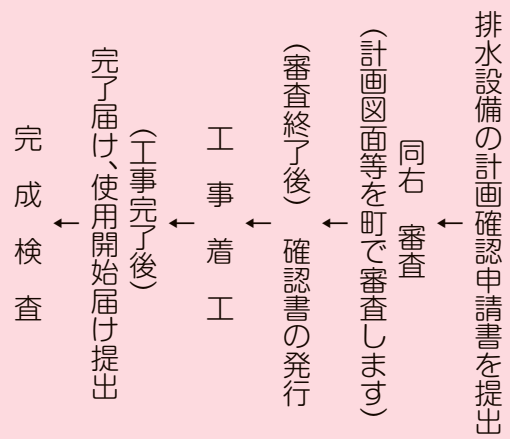 排水設備の計画確認申請書を提出
←
同右　審査
(計画図面等を町で審査します)
←
(審査終了後)　確認書の発行
←
工　事　着　工
←
(工事完了後)
完了届け、使用開始届け提出
←
完　成　検　査